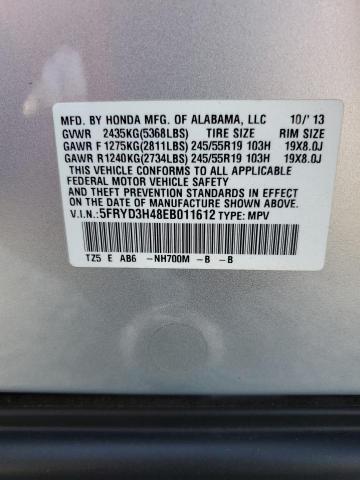 MFD. BY HONDA MFG. OF ALABAMA, LLC 10/' 13
GVWR 2435KG(5368LBS) TIRE SIZE RIM SIZE
GAWR F 1275KG(2811LBS) 245/55R19 103H 19X8.0J
GAWR R1240KG(2734LBS) 245/55R19 103H 19X8.0J
THIS VEHICLE CONFORMS TO ALL APPLICABLE
FEDERAL MOTOR VEHICLE SAFETY STANDARDS
AND THEFT PREVENTION STANDARDS IN EFFECT
ON THE DATE OF MANUFACTURE SHOWN ABOVE.
V.I.N.:5FRYD3H48EB011612 TYPE: MPV
TZ5 E AB6 -NH700M -B -B